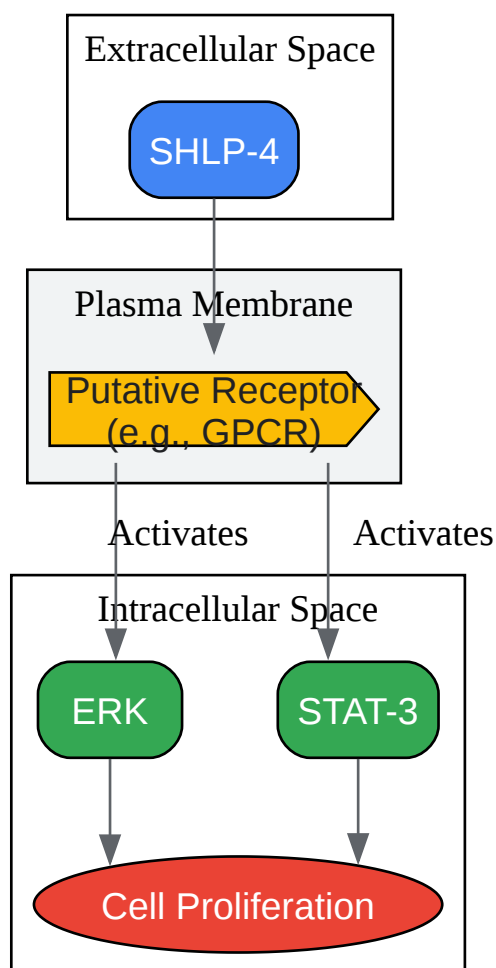 Extracellular Space
SHLP-4
Plasma Membrane
Putative Receptor
(e.g., GPCR)
Activates
Activates
Intracellular Space
ERK
STAT-3
Cell Proliferation